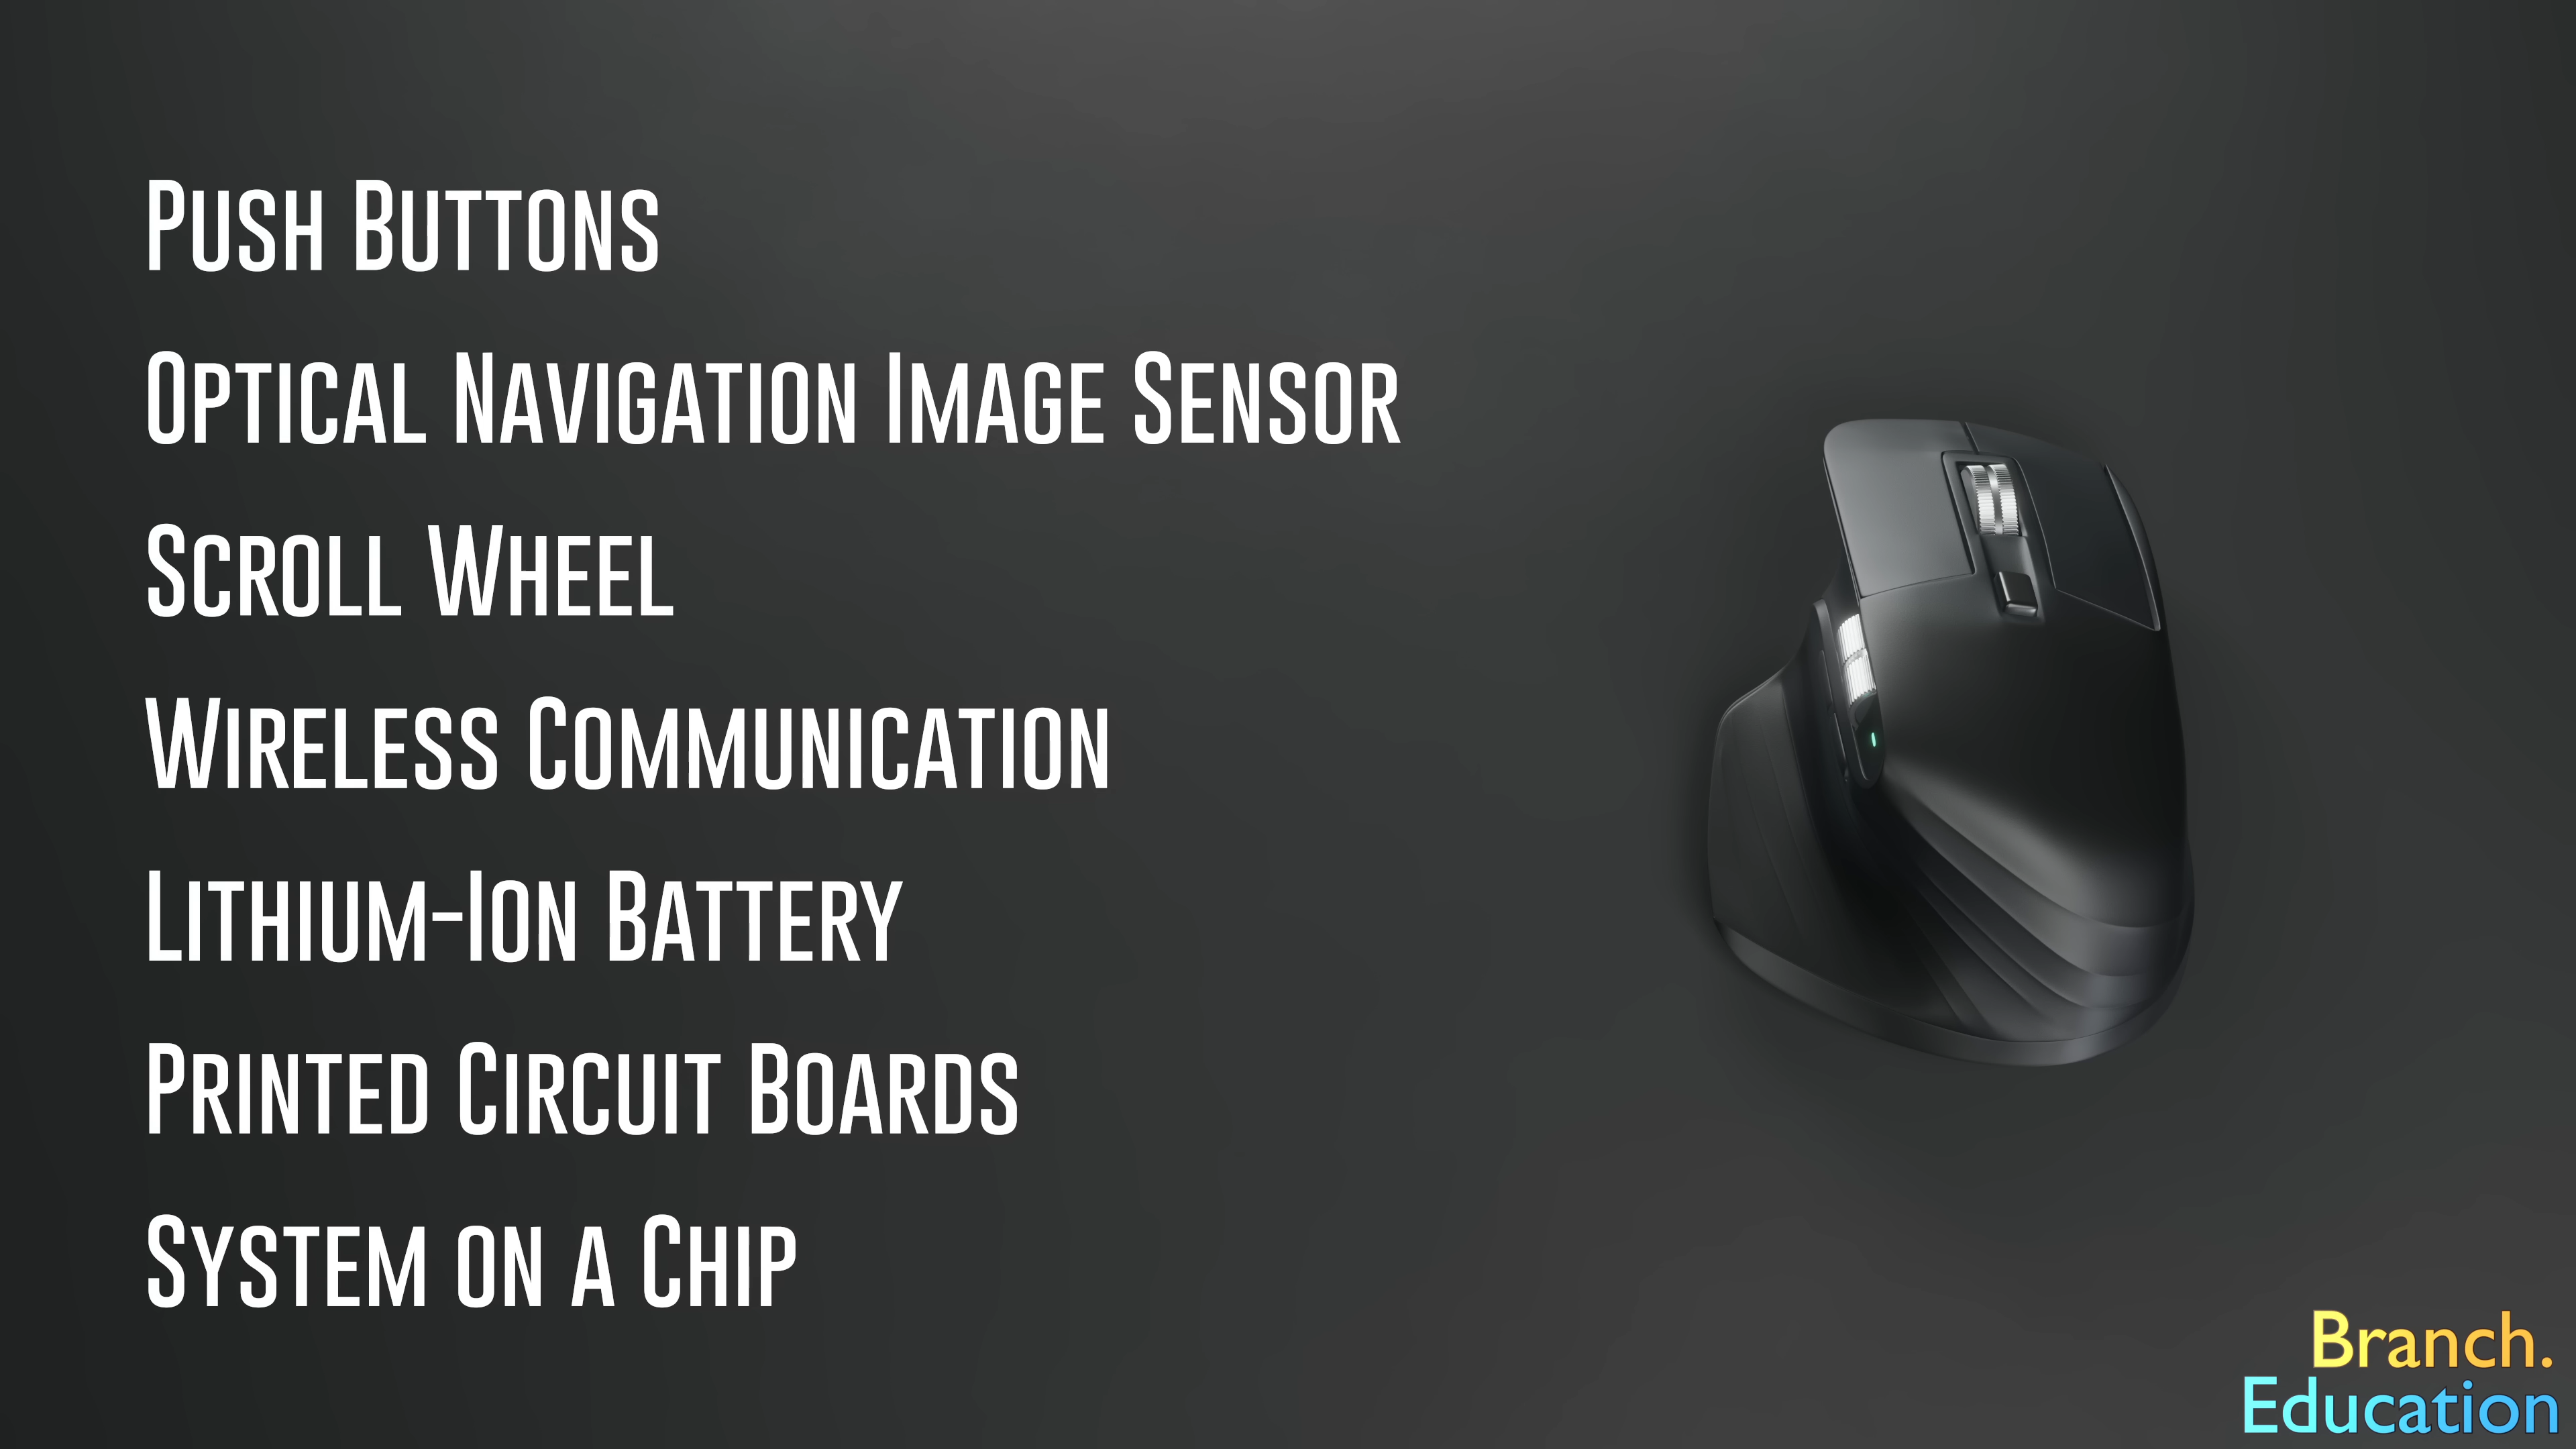 Push Buttons
Optical Navigation Image Sensor
Scroll Wheel
Wireless Communication
Lithium-Ion Battery
Printed Circuit Boards
System on a Chip
Branch.
Education